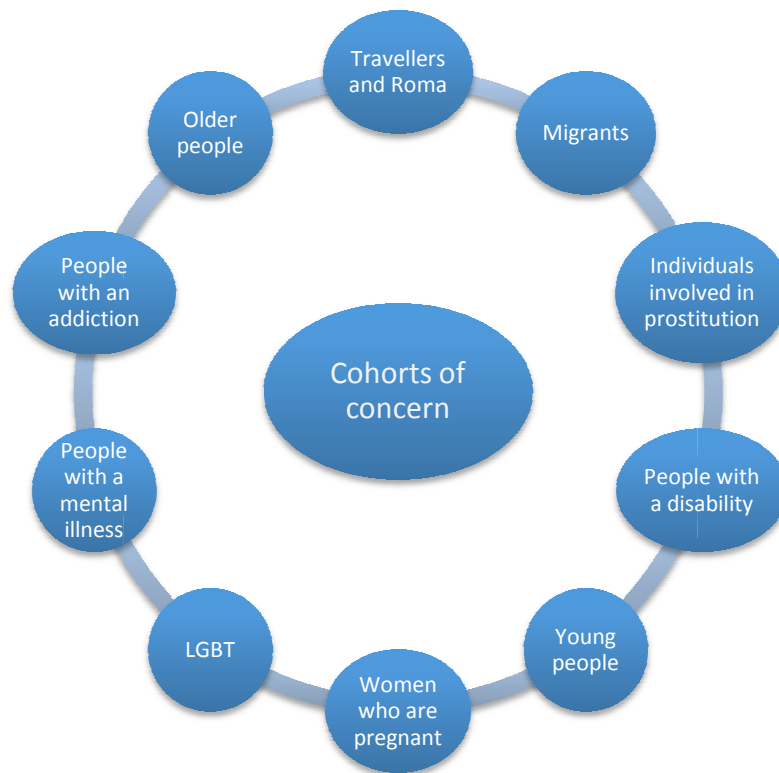 Travellers
and Roma
Migrants
Individuals
involved in
prostitution
People with
a disability
Young
people
Women
who are
pregnant
LGBT
People
with a
mental
illness
People
with an
addiction
Older
people
Cohorts of
concern